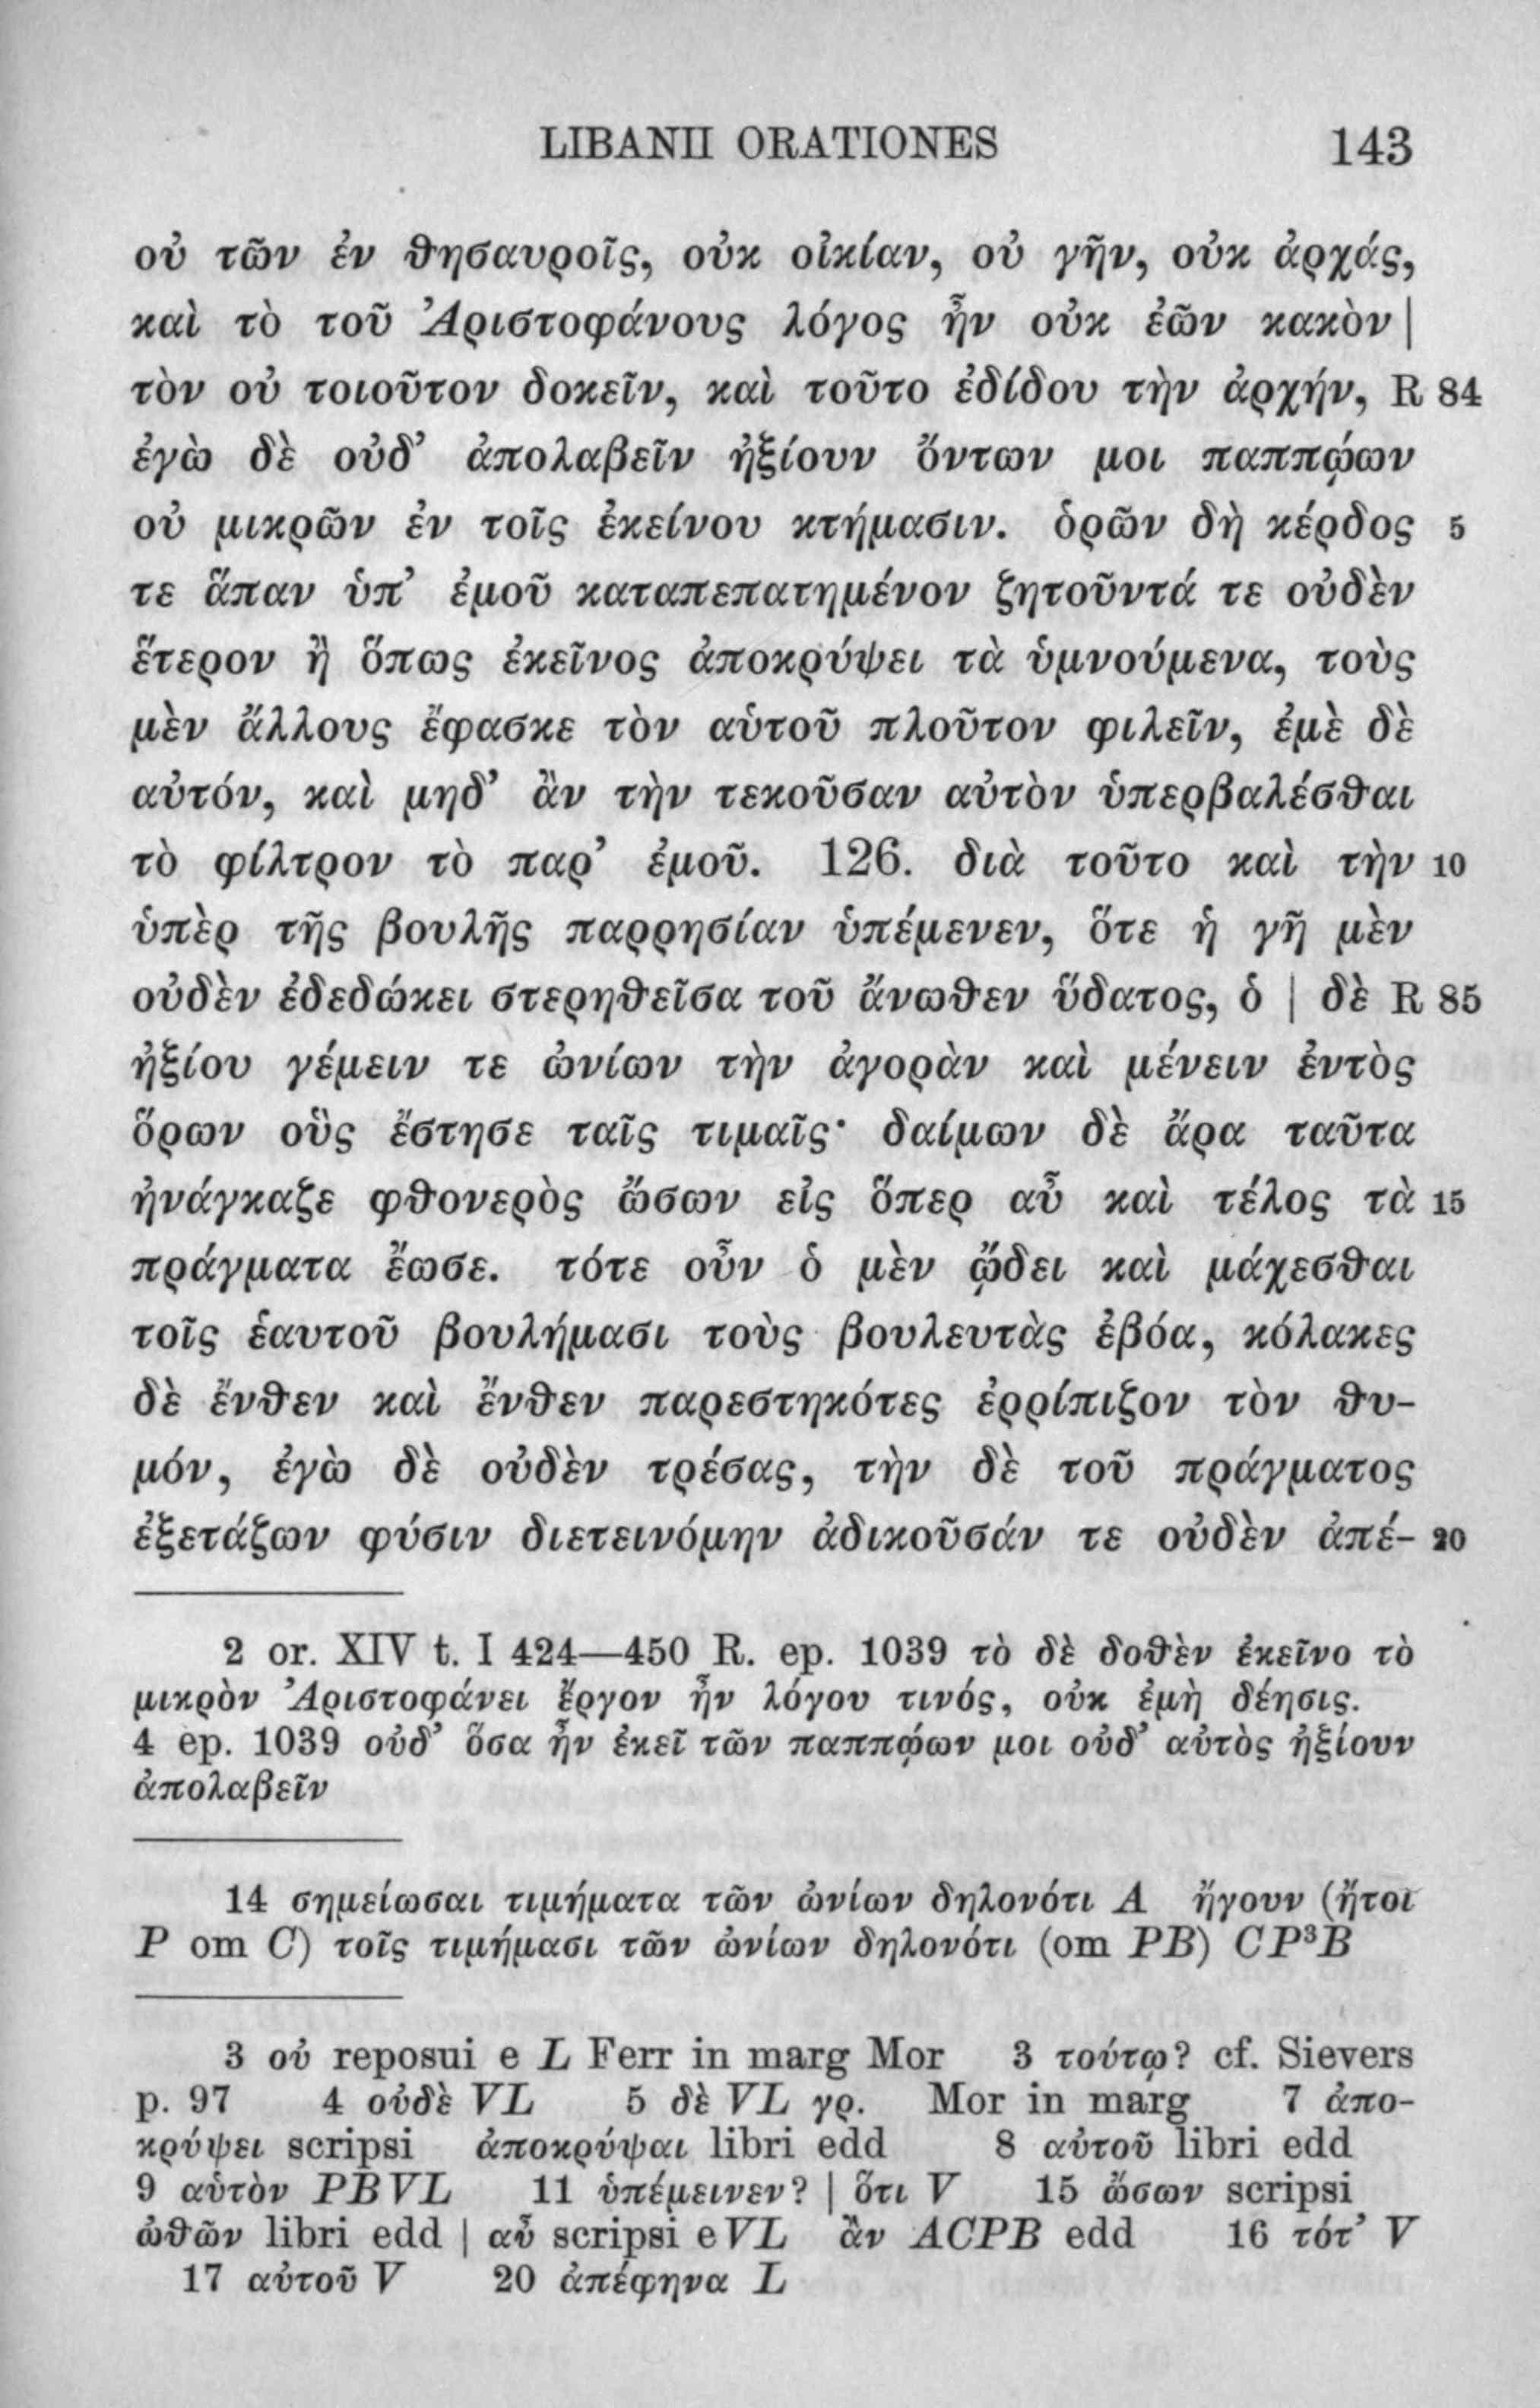 LIBANII ORATIONES 143
οὐ τῶν ἐν θησαυροῖς, οὐκ οἰκίαν, οὐ γῆν, οὐκ ἀρχάς,
καὶ τὸ τοῦ Ἀριστοφάνους λόγος ἦν οὐκ ἐῶν κακὸν |
τὸν οὐ τοιοῦτον δοκεῖν, καὶ τοῦτο ἐδίδου τὴν ἀρχήν, R 84
ἐγὼ δὲ οὐδ’ ἀπολαβεῖν ἠξίουν ὄντων μοι παππῴων
οὐ μικρῶν ἐν τοῖς ἐκείνου κτήμασιν. ὁρῶν δὴ κέρδος 5
τε ἅπαν ὑπ’ ἐμοῦ καταπεπατημένον ζητοῦντά τε οὐδὲν
ἕτερον ἢ ὅπως ἐκεῖνος ἀποκρύψει τὰ ὑμνούμενα, τοὺς
μὲν ἄλλους ἔφασκε τὸν αὑτοῦ πλοῦτον φιλεῖν, ἐμὲ δὲ
αὐτόν, καὶ μηδ’ ἂν τὴν τεκοῦσαν αὐτὸν ὑπερβαλέσθαι
τὸ φίλτρον τὸ παρ’ ἐμοῦ. 126. διὰ τοῦτο καὶ τὴν 10
ὑπὲρ τῆς βουλῆς παρρησίαν ὑπέμενεν, ὅτε ἡ γῆ μὲν
οὐδὲν ἐδεδώκει στερηθεῖσα τοῦ ἄνωθεν ὕδατος, ὁ | δὲ R 85
ἠξίου γέμειν τε ὠνίων τὴν ἀγορὰν καὶ μένειν ἐντὸς
ὅρων οὓς ἔστησε ταῖς τιμαῖς· δαίμων δὲ ἄρα ταῦτα
ἠνάγκαζε φθονερὸς ὤσων εἰς ὅπερ αὖ καὶ τέλος τὰ 15
πράγματα ἔωσε. τότε οὖν ὁ μὲν ᾤδει καὶ μάχεσθαι
τοῖς ἑαυτοῦ βουλήμασι τοὺς βουλευτὰς ἐβόα, κόλακες
δὲ ἔνθεν καὶ ἔνθεν παρεστηκότες ἐρρίπιζον τὸν θυ-
μόν, ἐγὼ δὲ οὐδὲν τρέσας, τὴν δὲ τοῦ πράγματος
ἐξετάζων φύσιν διετεινόμην ἀδικοῦσάν τε οὐδὲν ἀπέ- 20
2 or. XIV t. I 424—450 R. ep. 1039 τὸ δὲ δοθὲν ἐκεῖνο τὸ
μικρὸν Ἀριστοφάνει ἔργον ἦν λόγου τινός, οὐκ ἐμὴ δέησις.
4 ep. 1039 οὐδ’ ὅσα ἦν ἐκεῖ τῶν παππῴων μοι οὐδ’ αὐτὸς ἠξίουν
ἀπολαβεῖν
14 σημείωσαι τιμήματα τῶν ὠνίων δηλονότι A ἤγουν (ἤτοι
P om C) τοῖς τιμήμασι τῶν ὠνίων δηλονότι (om PB) CP³B
3 οὐ reposui e L Ferr in marg Mor 3 τούτῳ? cf. Sievers
p. 97 4 οὐδὲ VL 5 δὲ VL γρ. Mor in marg 7 ἀπο-
κρύψει scripsi ἀποκρύψαι libri edd 8 αὐτοῦ libri edd
9 αὑτὸν PBVL 11 ὑπέμεινεν? | ὅτι V 15 ὤσων scripsi
ὠθῶν libri edd | αὖ scripsi e VL ἂν ACPB edd 16 τότ’ V
17 αὐτοῦ V 20 ἀπέφηνα L